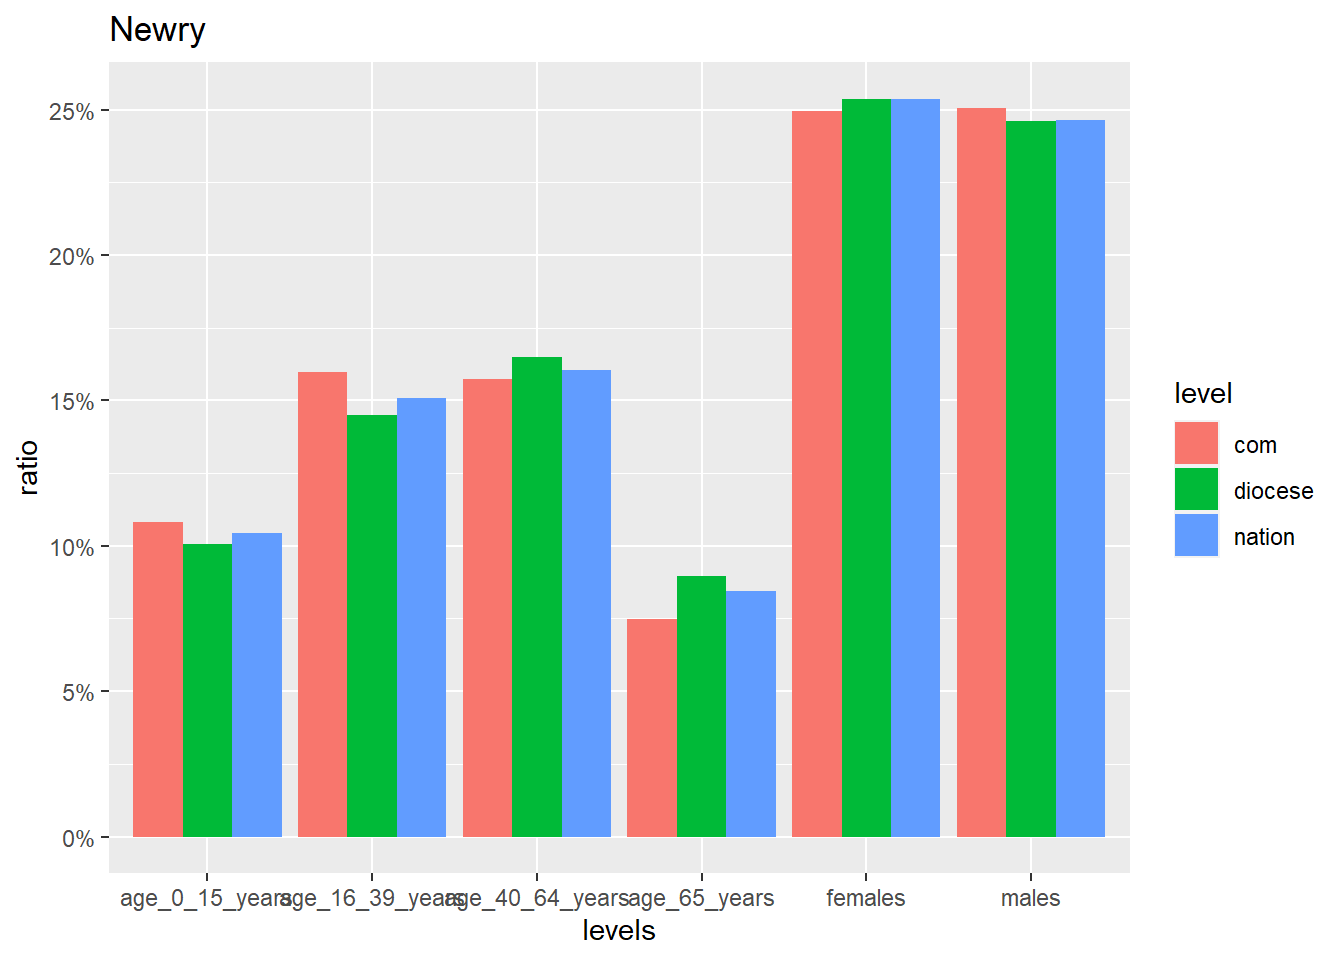 Newry
25%
20%
15%
10%
5%
0%
ratio
age_0_15_years age_16_39_years age_40_64_years age_65_years females males
levels
level
com
diocese
nation